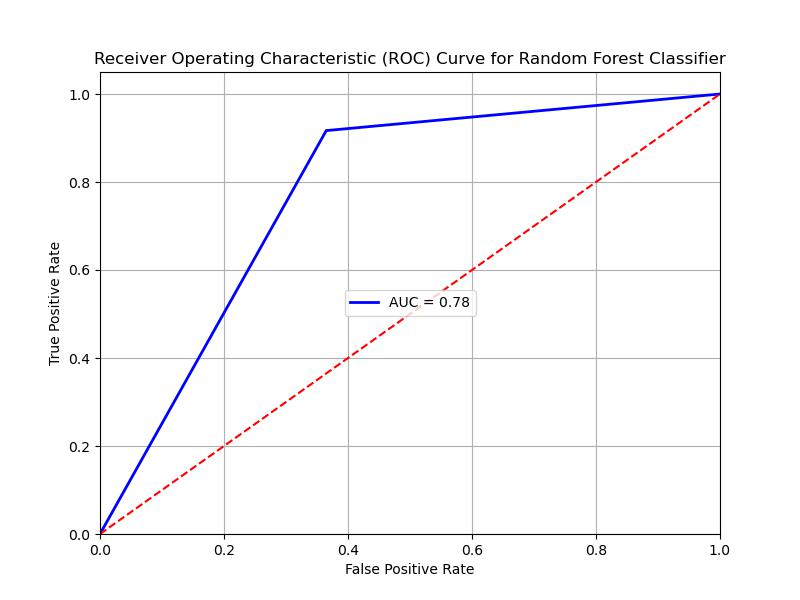 Receiver Operating Characteristic (ROC) Curve for Random Forest Classifier
1.0
0.8
0.6
0.4
0.2
0.0
True Positive Rate
AUC = 0.78
0.0 0.2 0.4 0.6 0.8 1.0
False Positive Rate